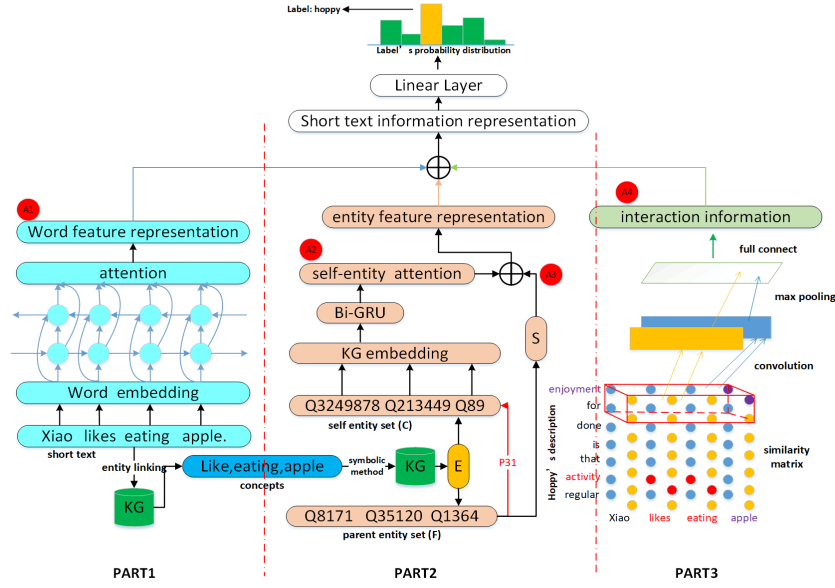 Label: hoppy
Label’ s probability distribution
Linear Layer
Short text information representation
A1
Word feature representation
attention
Word embedding
Xiao likes eating apple.
short text
entity linking
KG
Like,eating,apple
concepts
symbolic
method
KG
E
entity feature representation
A2
self-entity attention
A3
Bi-GRU
S
KG embedding
Q3249878 Q213449 Q89
self entity set (C)
P31
Q8171 Q35120 Q1364
parent entity set (F)
A4
interaction information
full connect
max pooling
convolution
similarity
matrix
Hoppy’ s description
enjoyment
for
done
is
that
activity
regular
Xiao likes eating apple
PART1 PART2 PART3